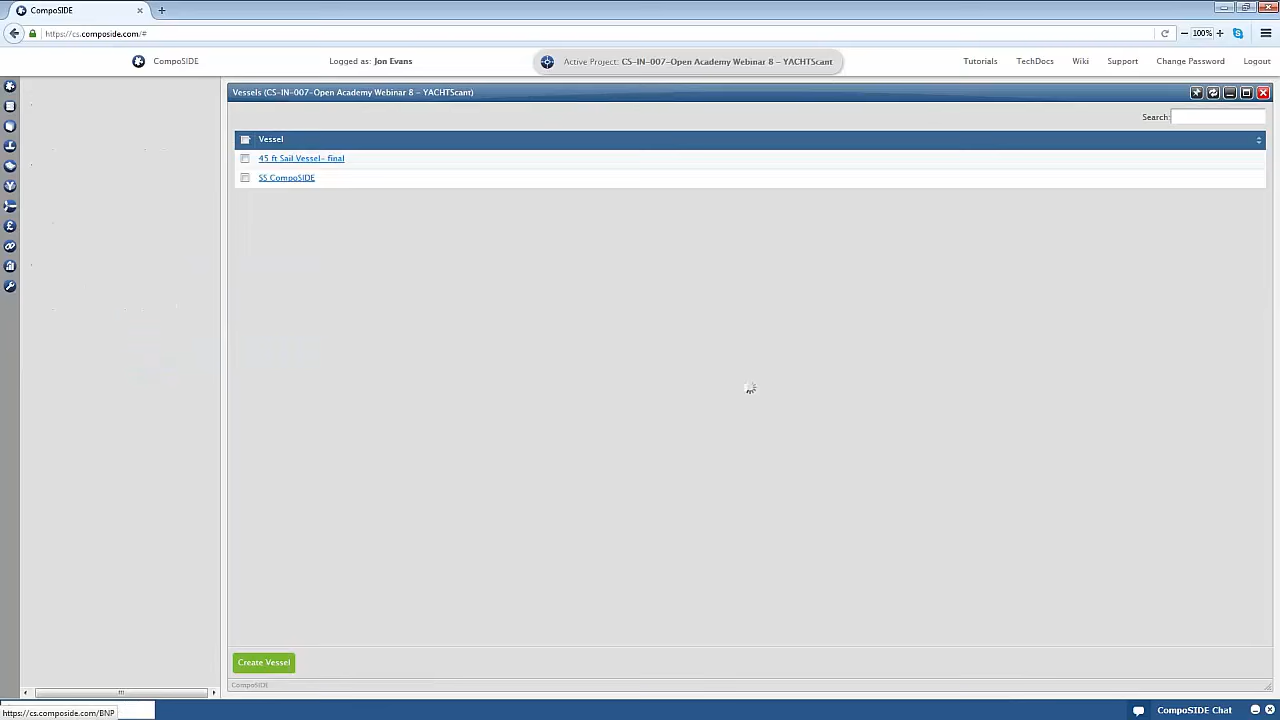 CompoSIDE
https://cs.composide.com/#
100%
CompoSIDE
Logged as: Jon Evans
Active Project: CS-IN-007-Open Academy Webinar 8 - YACHTScant
Tutorials
TechDocs
Wiki
Support
Change Password
Logout
Vessels (CS-IN-007-Open Academy Webinar 8 - YACHTScant)
Search:
Vessel
45 ft Sail Vessel- final
SS CompoSIDE
Create Vessel
CompoSIDE
https://cs.composide.com/BNP
CompoSIDE Chat